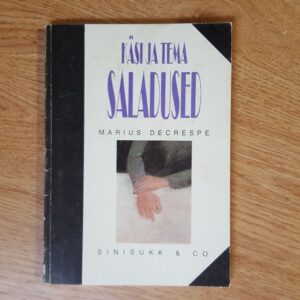 KÄSI JA TEMA
SALADUSED
MARIUS DECRESPE
SINISUKK & CO